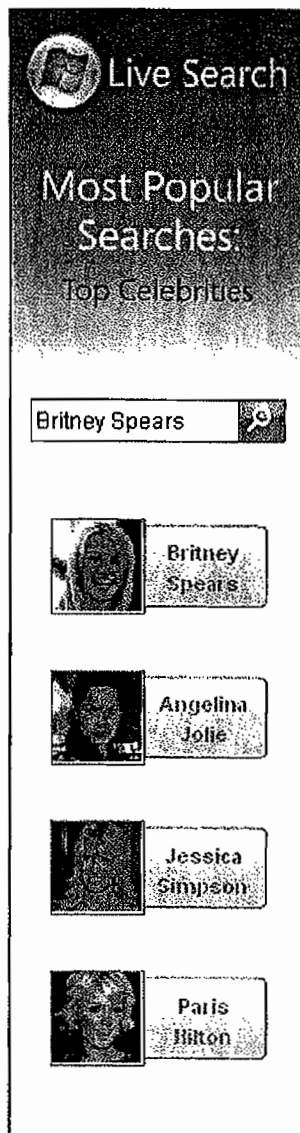 Live Search
Most Popular
Searches:
Top Celebrities
Britney Spears
Britney
Spears
Angelina
Jolie
Jessica
Simpson
Paris
Hilton